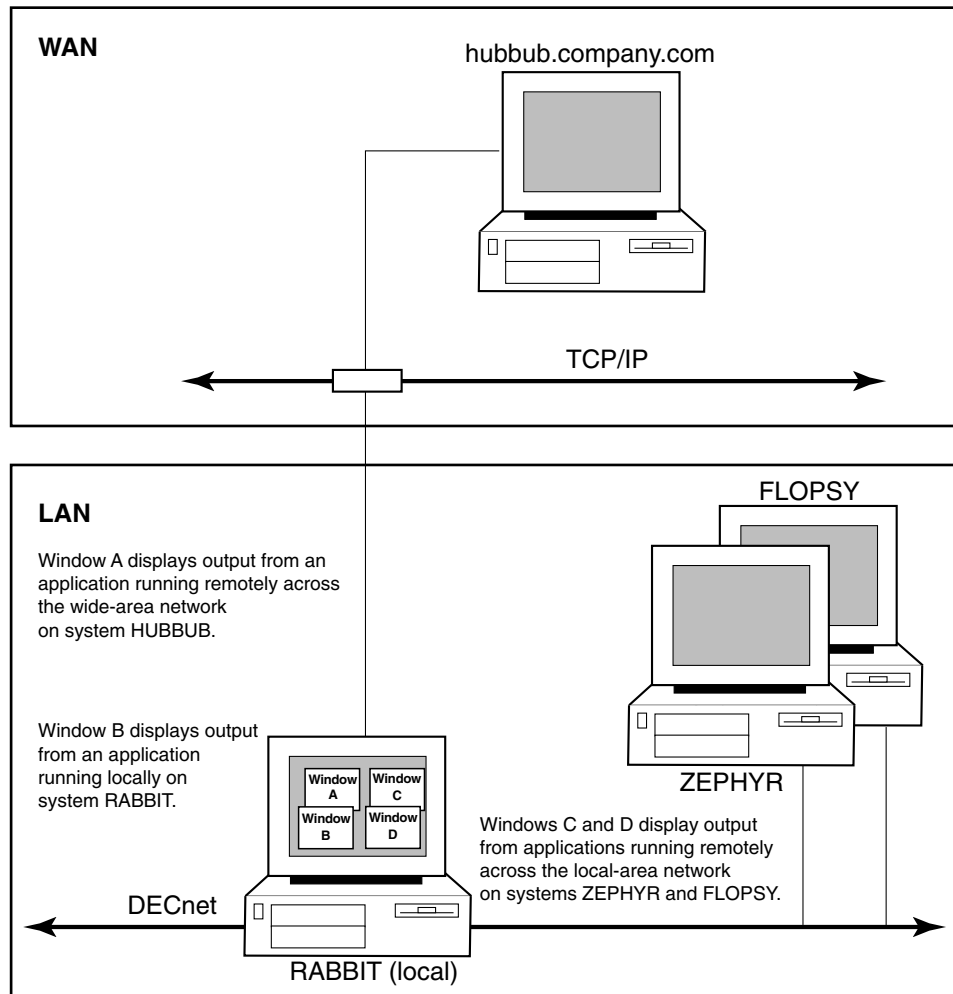 WAN
hubbub.company.com
TCP/IP
LAN
Window A displays output from an
application running remotely across
the wide-area network
on system HUBBUB.
Window B displays output
from an application
running locally on
system RABBIT.
Window
A
Window
C
Window
B
Window
D
FLOPSY
ZEPHYR
Windows C and D display output
from applications running remotely
across the local-area network
on systems ZEPHYR and FLOPSY.
DECnet
RABBIT (local)